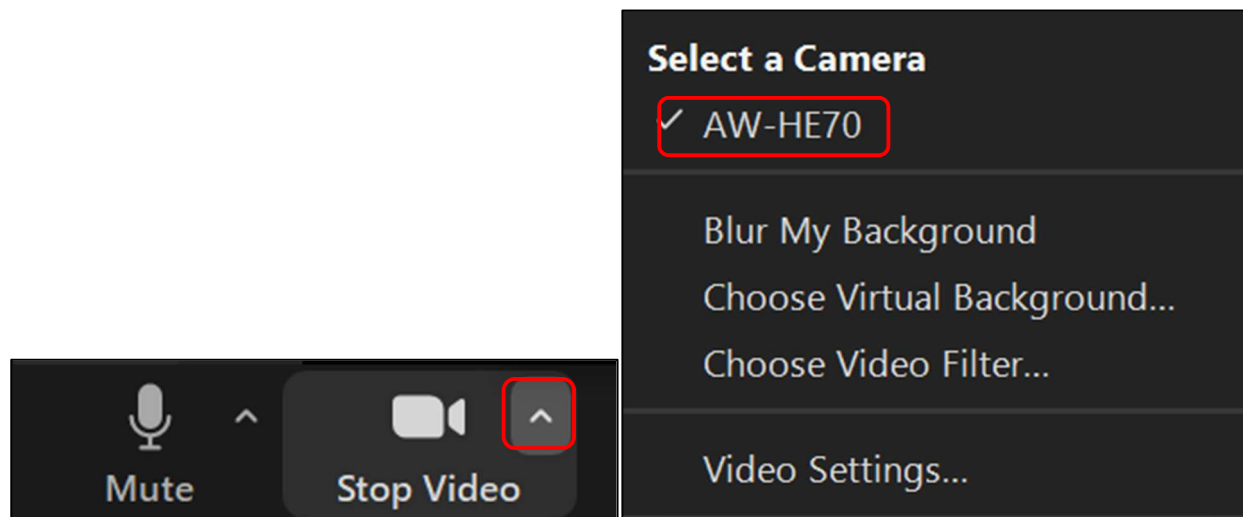 Mute
Stop Video
Select a Camera
AW-HE70
Blur My Background
Choose Virtual Background...
Choose Video Filter...
Video Settings...